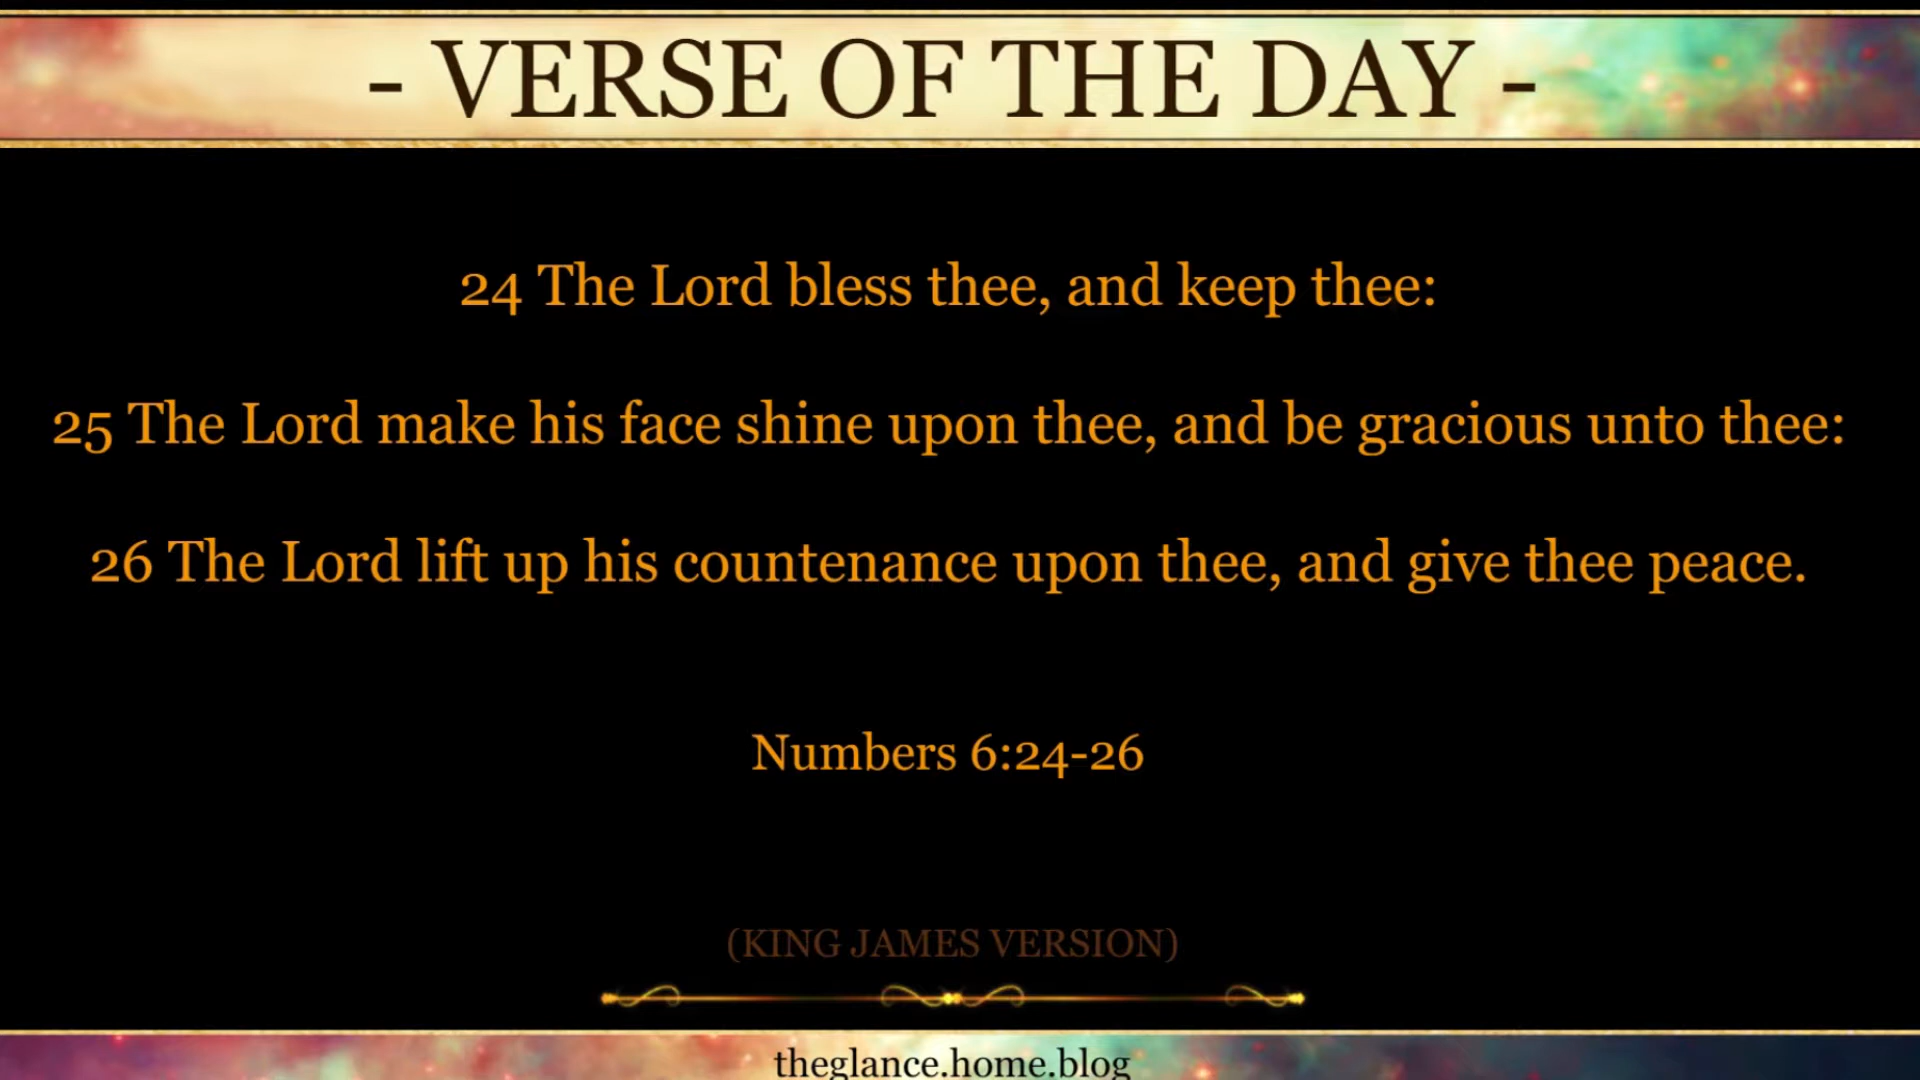 - VERSE OF THE DAY -
24 The Lord bless thee, and keep thee:
25 The Lord make his face shine upon thee, and be gracious unto thee:
26 The Lord lift up his countenance upon thee, and give thee peace.
Numbers 6:24-26
(KING JAMES VERSION)
theglance.home.blog